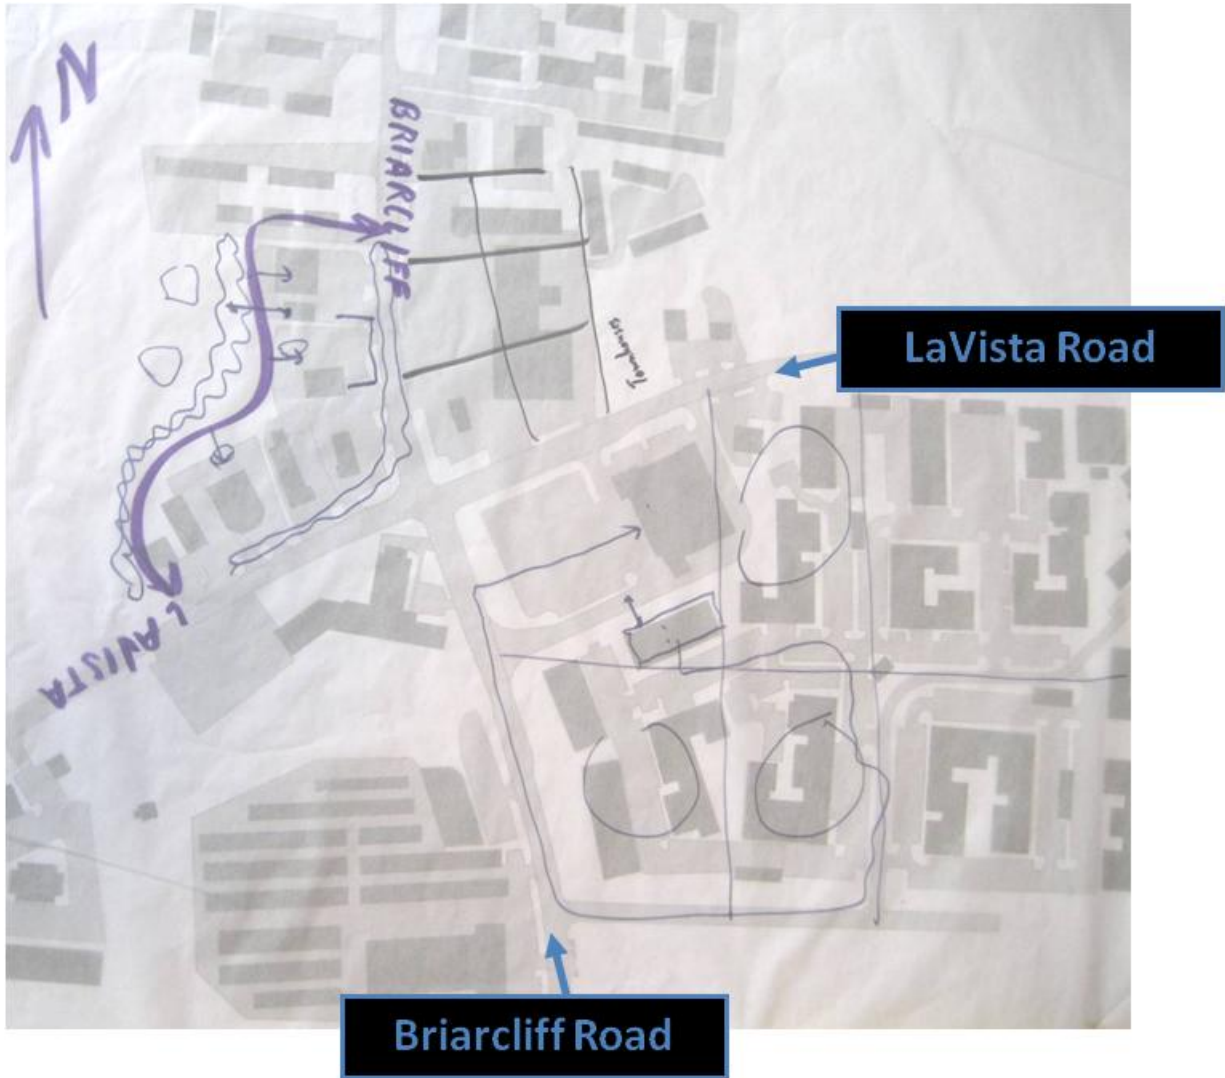 N
BRIARCLIFF
LaVista Road
Townhouses
LAVISTA
Briarcliff Road